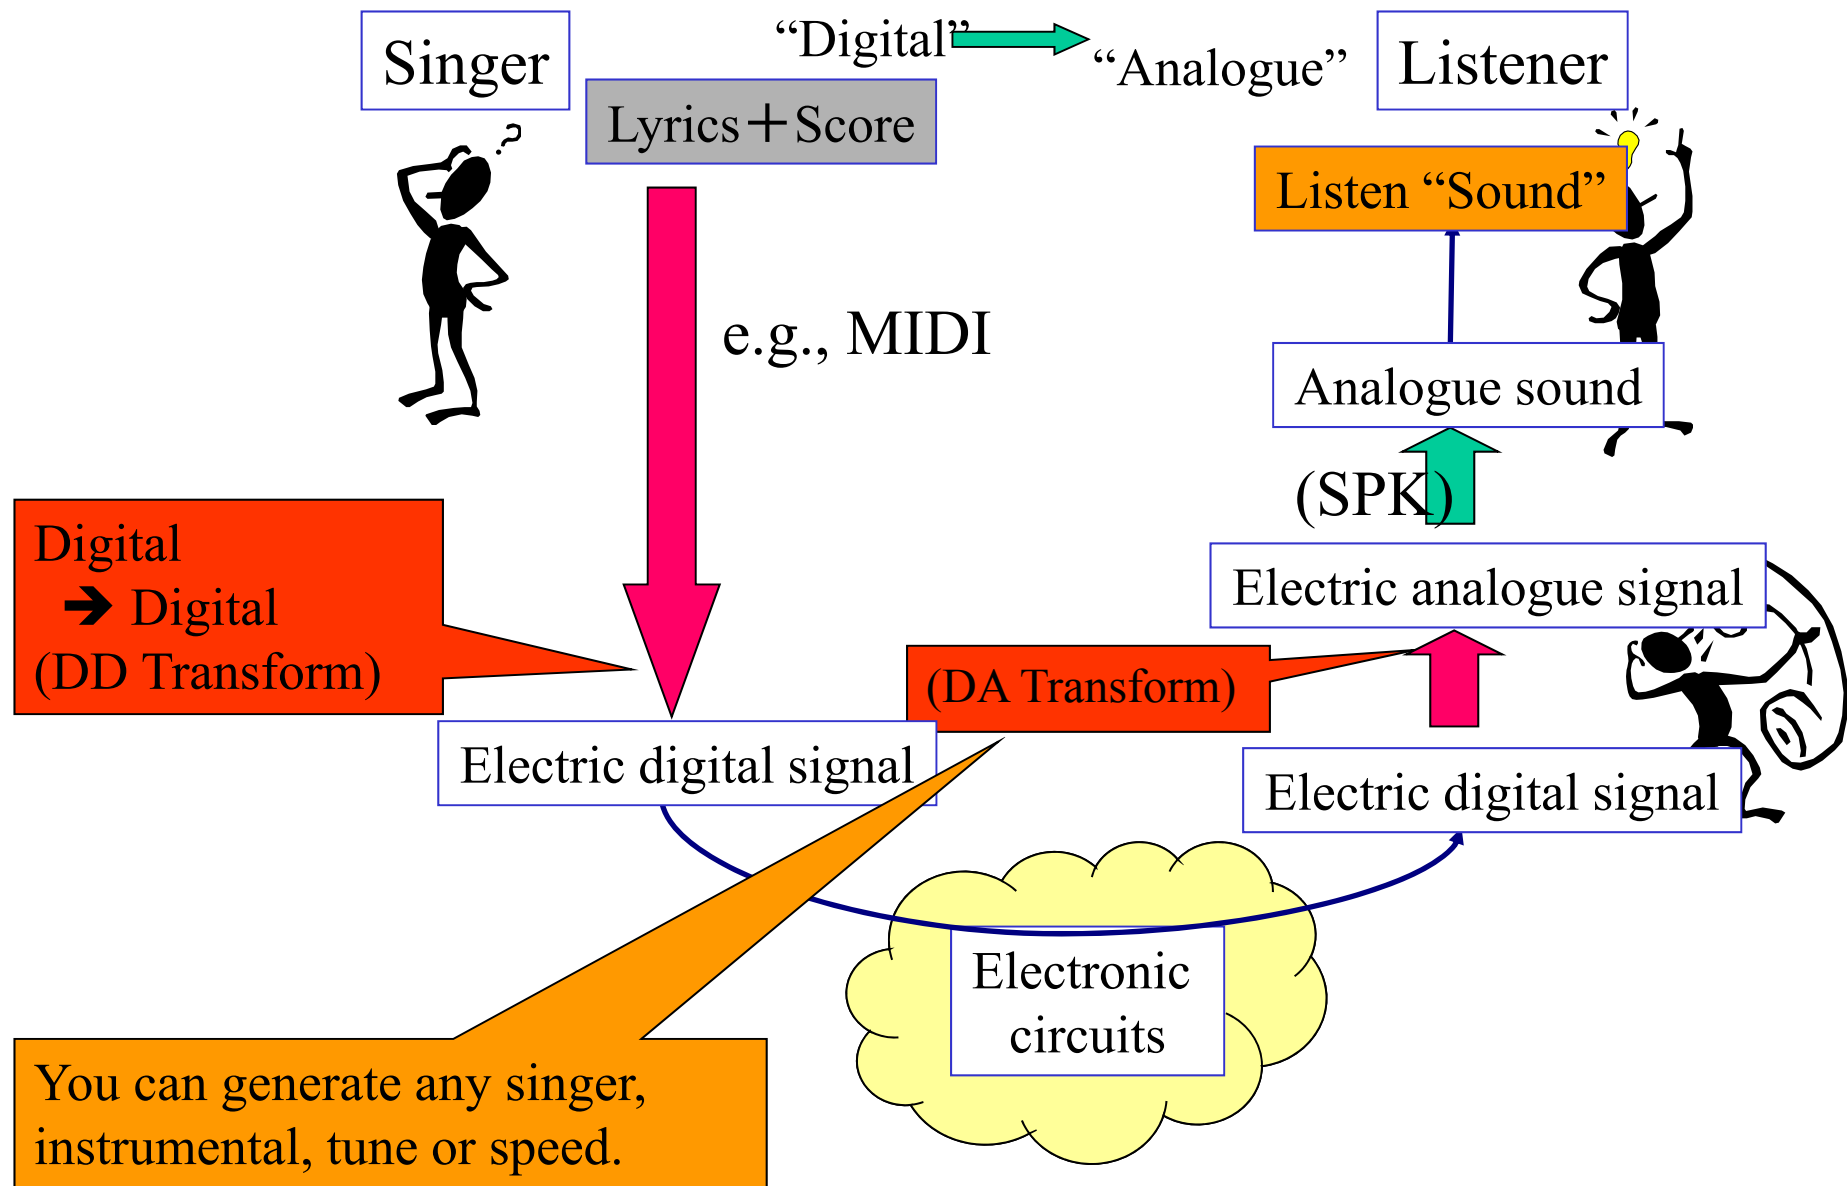 Singer
“Digital”
“Analogue”
Listener
Lyrics＋Score
Listen “Sound”
e.g., MIDI
Analogue sound
(SPK)
Digital
➔ Digital
(DD Transform)
Electric analogue signal
(DA Transform)
Electric digital signal
Electric digital signal
Electronic
circuits
You can generate any singer,
instrumental, tune or speed.